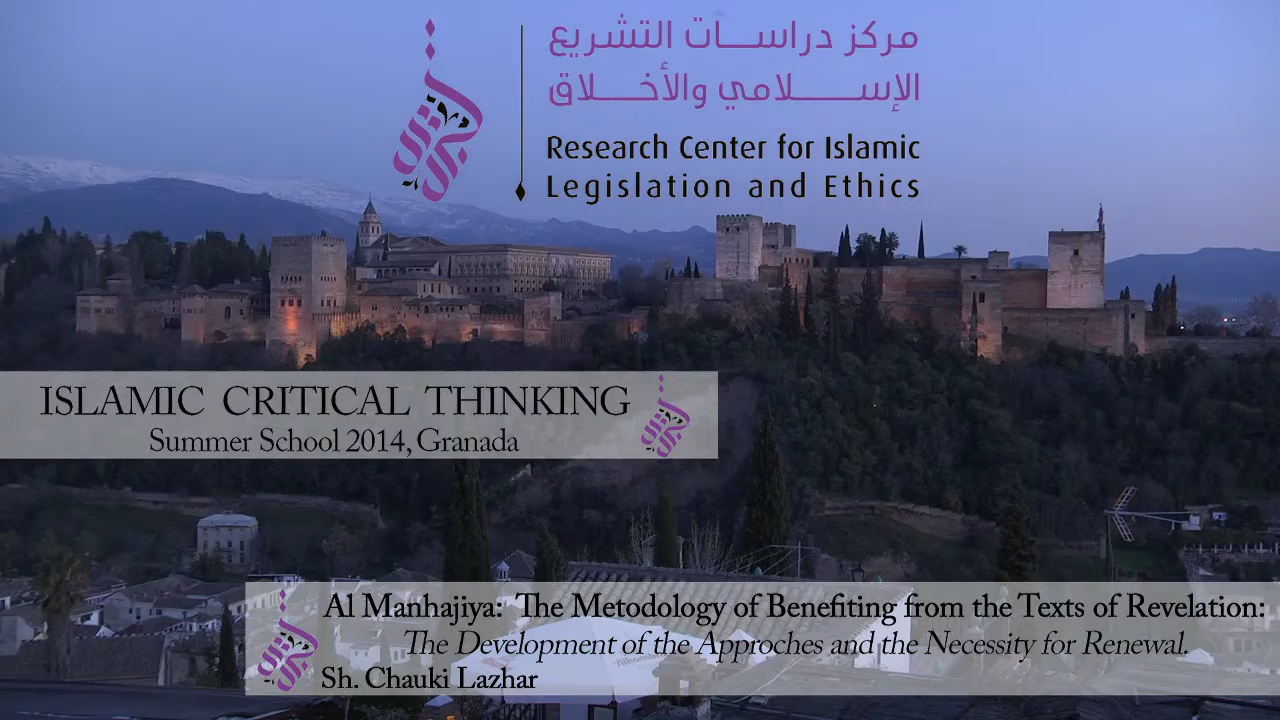 مركز دراسات التشريع
الإسلامي والأخلاق
Research Center for Islamic
Legislation and Ethics
ISLAMIC CRITICAL THINKING
Summer School 2014, Granada
Al Manhajiya: The Metodology of Benefiting from the Texts of Revelation:
The Development of the Approaches and the Necessity for Renewal.
Sh. Chauki Lazhar